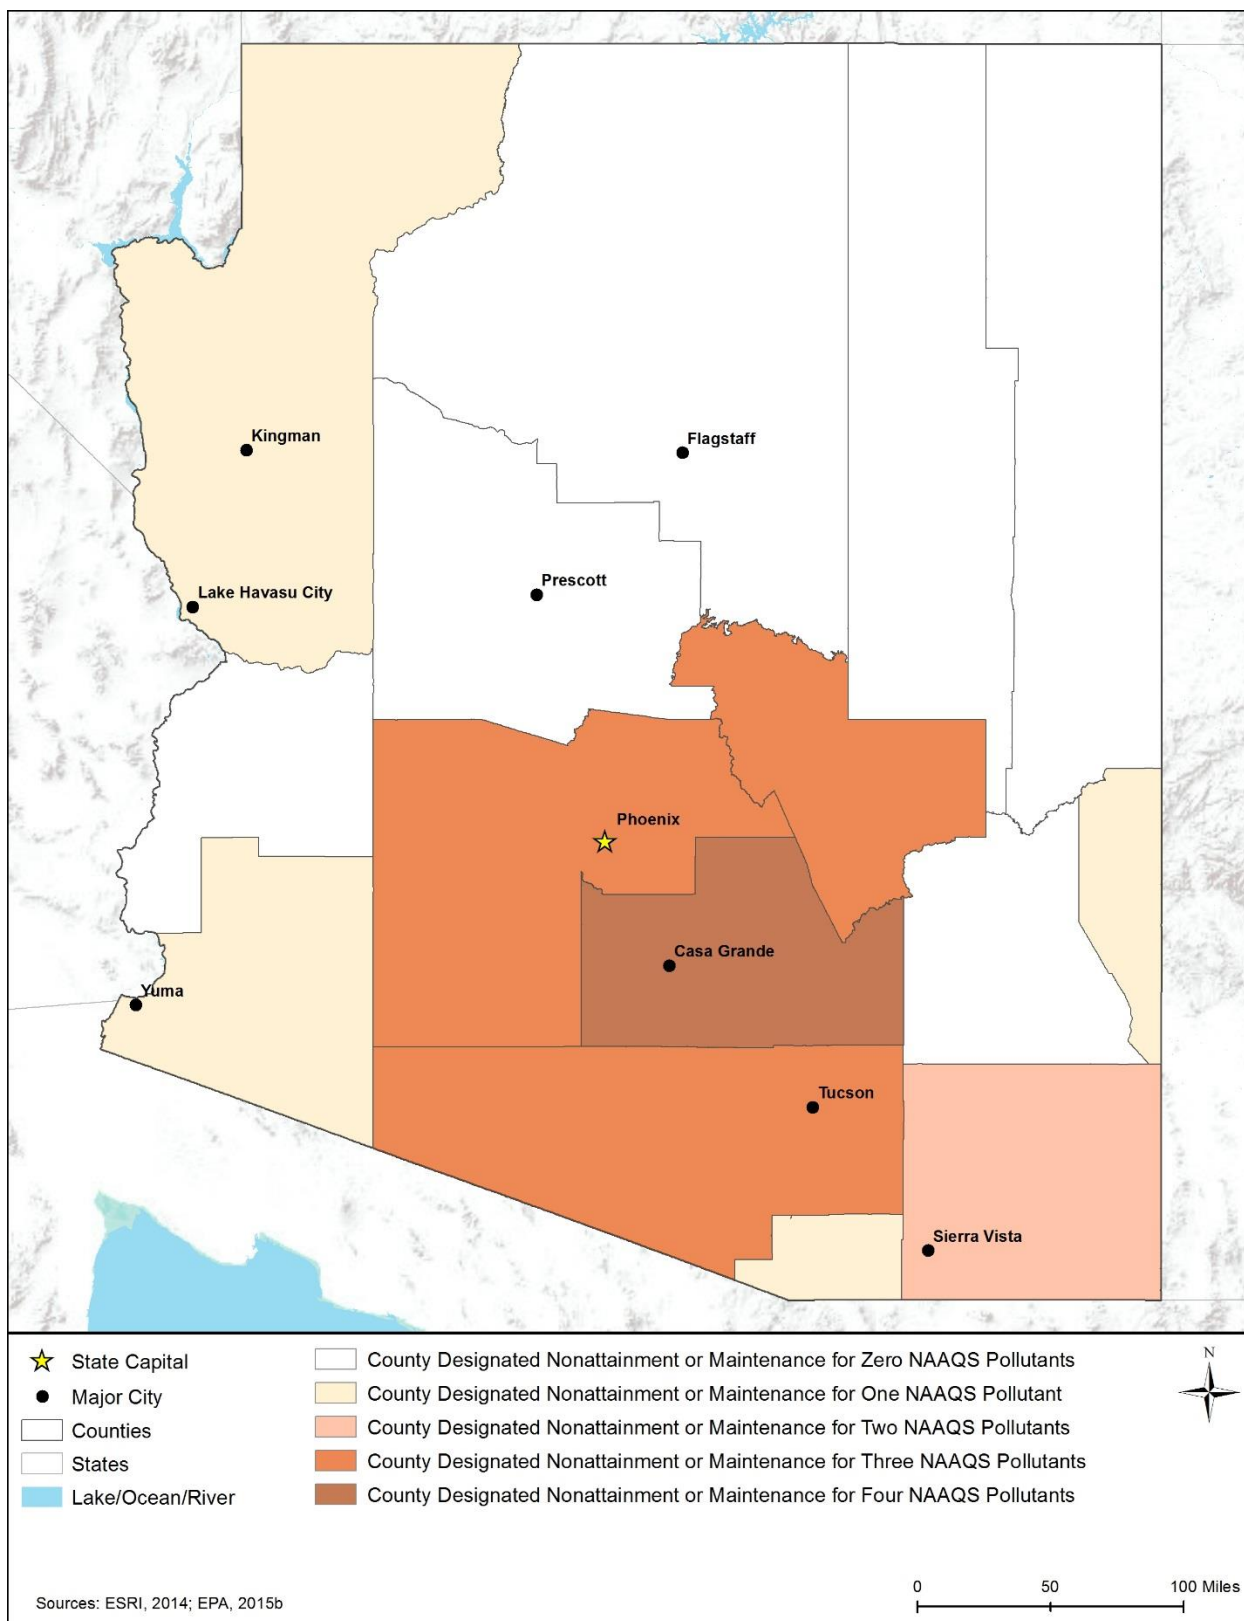 Kingman
Flagstaff
Prescott
Lake Havasu City
Phoenix
Casa Grande
Yuma
Tucson
Sierra Vista
State Capital
Major City
Counties
States
Lake/Ocean/River
County Designated Nonattainment or Maintenance for Zero NAAQS Pollutants
County Designated Nonattainment or Maintenance for One NAAQS Pollutant
County Designated Nonattainment or Maintenance for Two NAAQS Pollutants
County Designated Nonattainment or Maintenance for Three NAAQS Pollutants
County Designated Nonattainment or Maintenance for Four NAAQS Pollutants
N
0 50 100 Miles
Sources: ESRI, 2014; EPA, 2015b